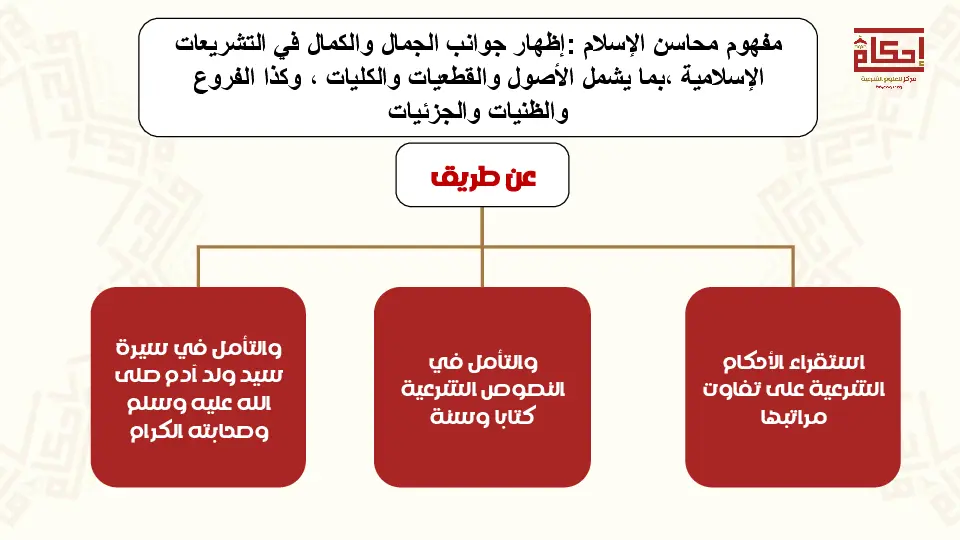 مفهوم محاسن الإسلام :إظهار جوانب الجمال والكمال في التشريعات
الإسلامية ،بما يشمل الأصول والقطعيات والكليات ، وكذا الفروع
والظنيات والجزئيات
إحكام
مركز للعلوم الشرعية
عن طريق
استقراء الأحكام
الشرعية على تفاوت
مراتبها
والتأمل في
النصوص الشرعية
كتابا وسنة
والتأمل في سيرة
سيد ولد آدم صلى
الله عليه وسلم
وصحابته الكرام